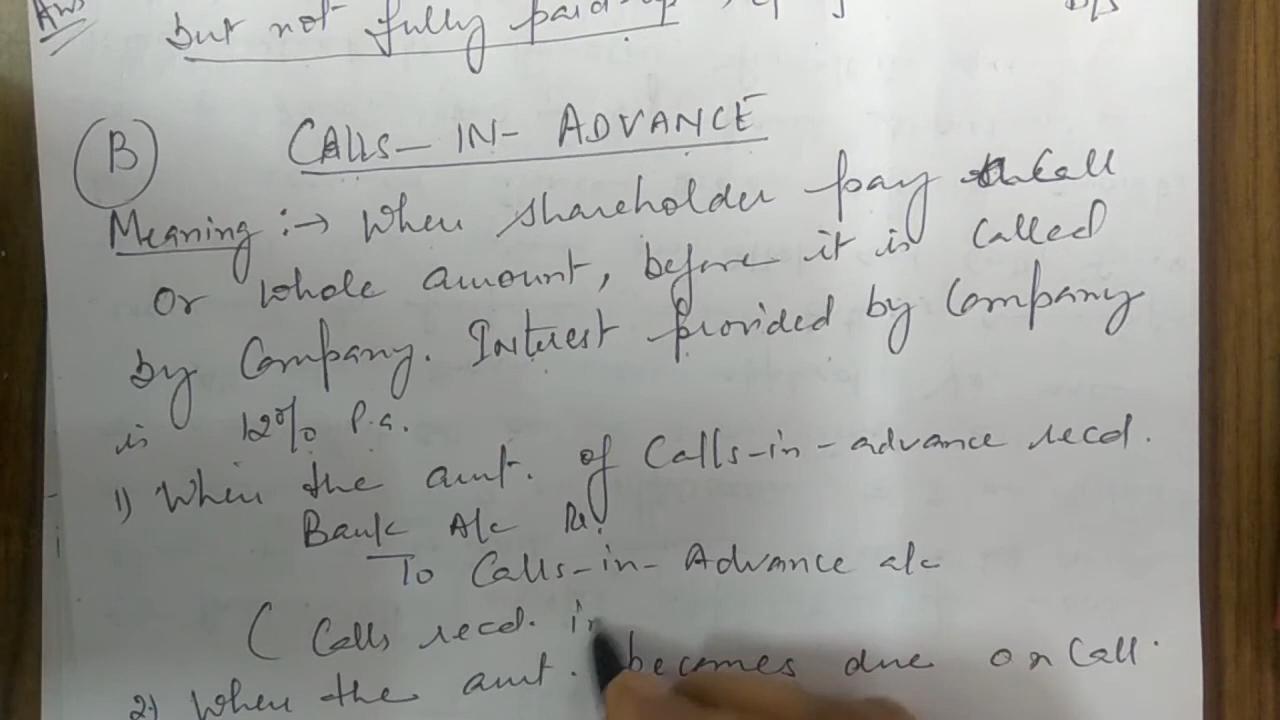 Ans
but not fully paid-up
(B) CALLS-IN-ADVANCE
Meaning :→ When shareholder pay Call
or whole amount, before it is called
by Company. Interest provided by Company
is 12% P.a.
1) When the amt. of Calls-in-advance recd.
Bank A/c Dr.
To Calls-in-Advance a/c
( Calls recd. in
2) When the amt. becomes due on Call.